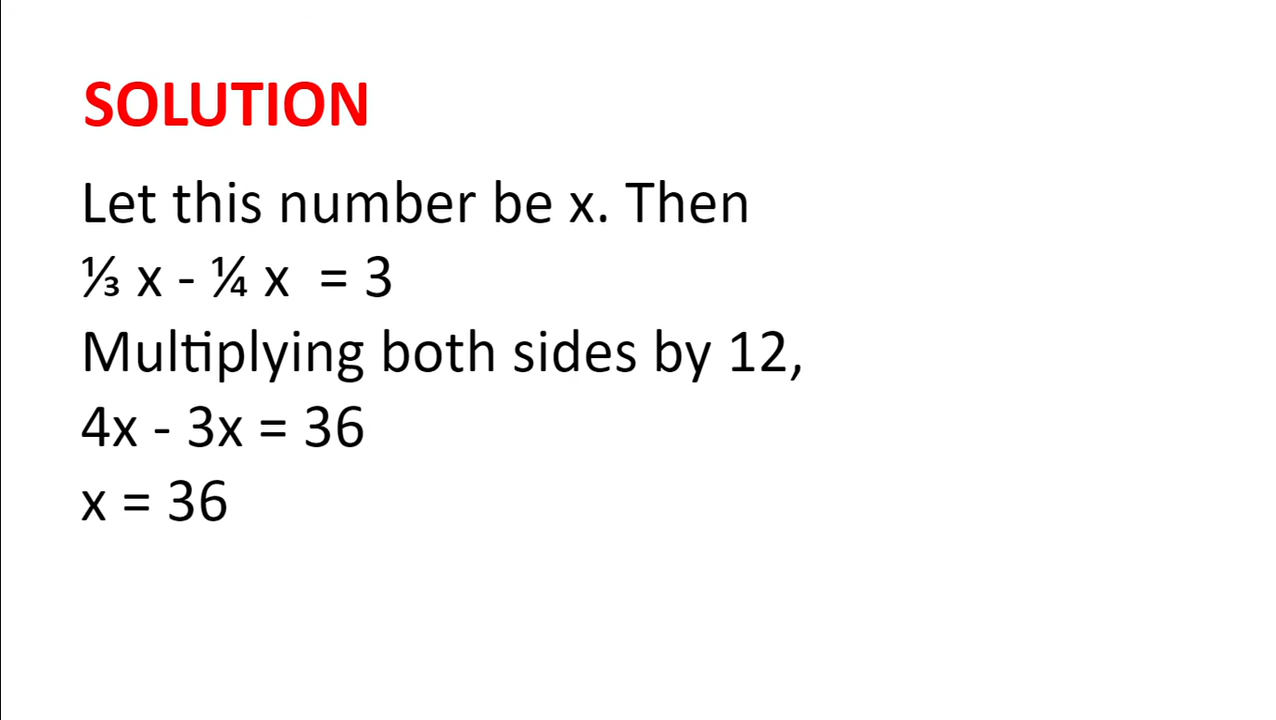 SOLUTION
Let this number be x. Then
⅓ x - ¼ x  = 3
Multiplying both sides by 12,
4x - 3x = 36
x = 36